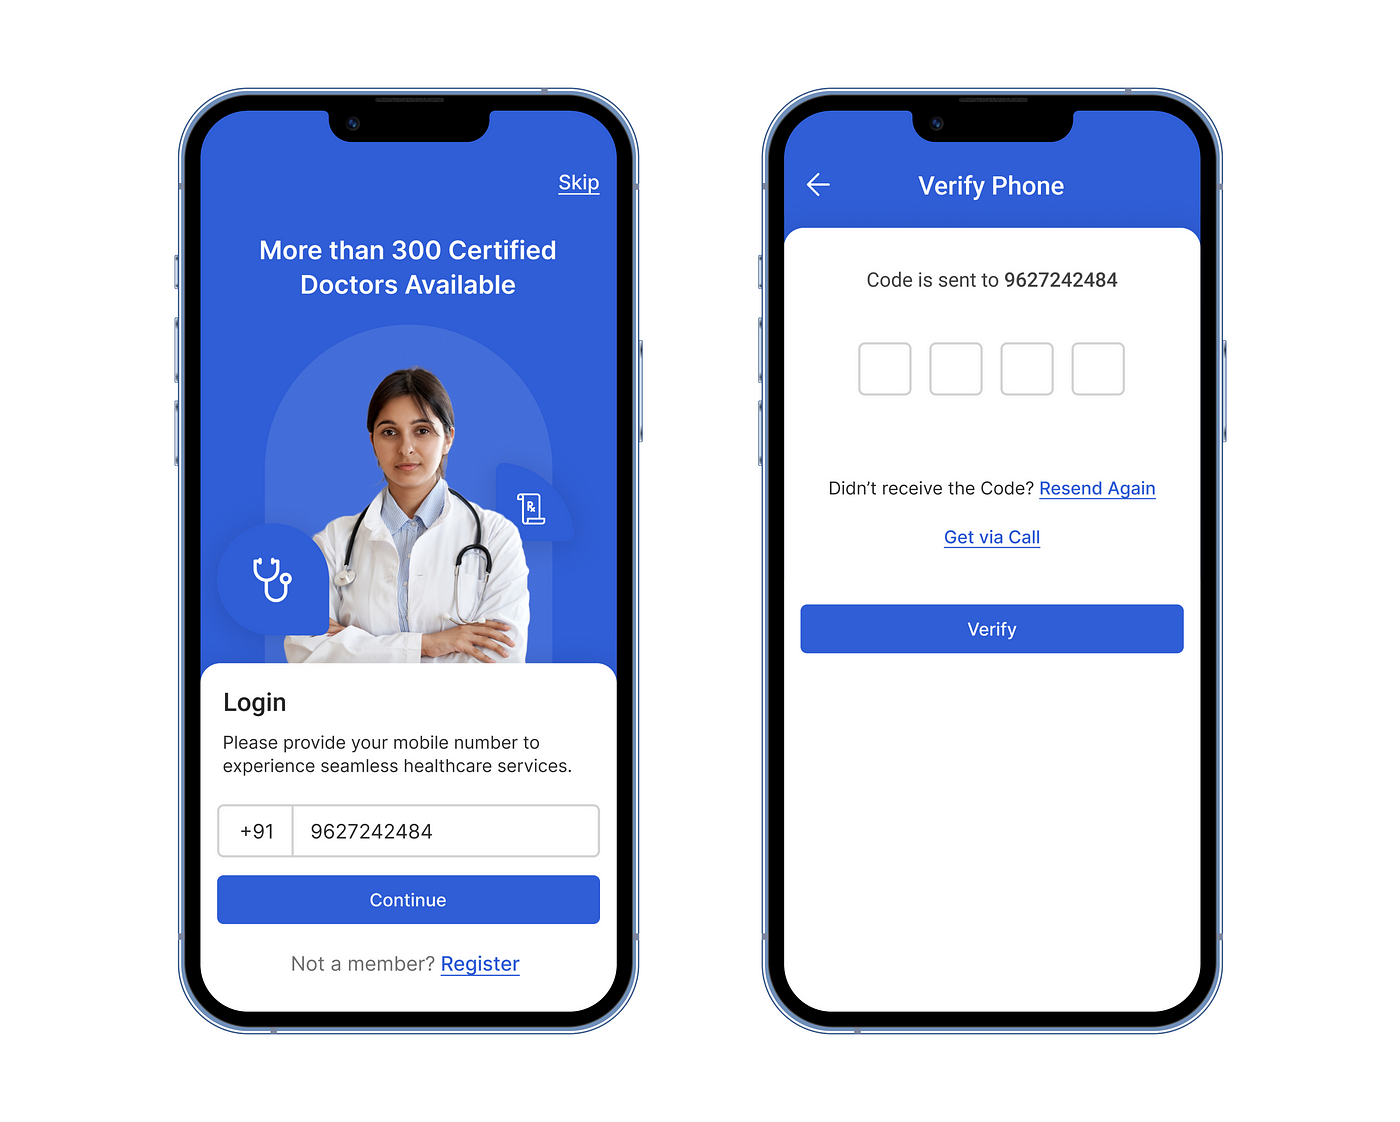 Skip
More than 300 Certified
Doctors Available
Rx
Login
Please provide your mobile number to
experience seamless healthcare services.
+91 9627242484
Continue
Not a member? Register
Verify Phone
Code is sent to 9627242484
Didn’t receive the Code? Resend Again
Get via Call
Verify